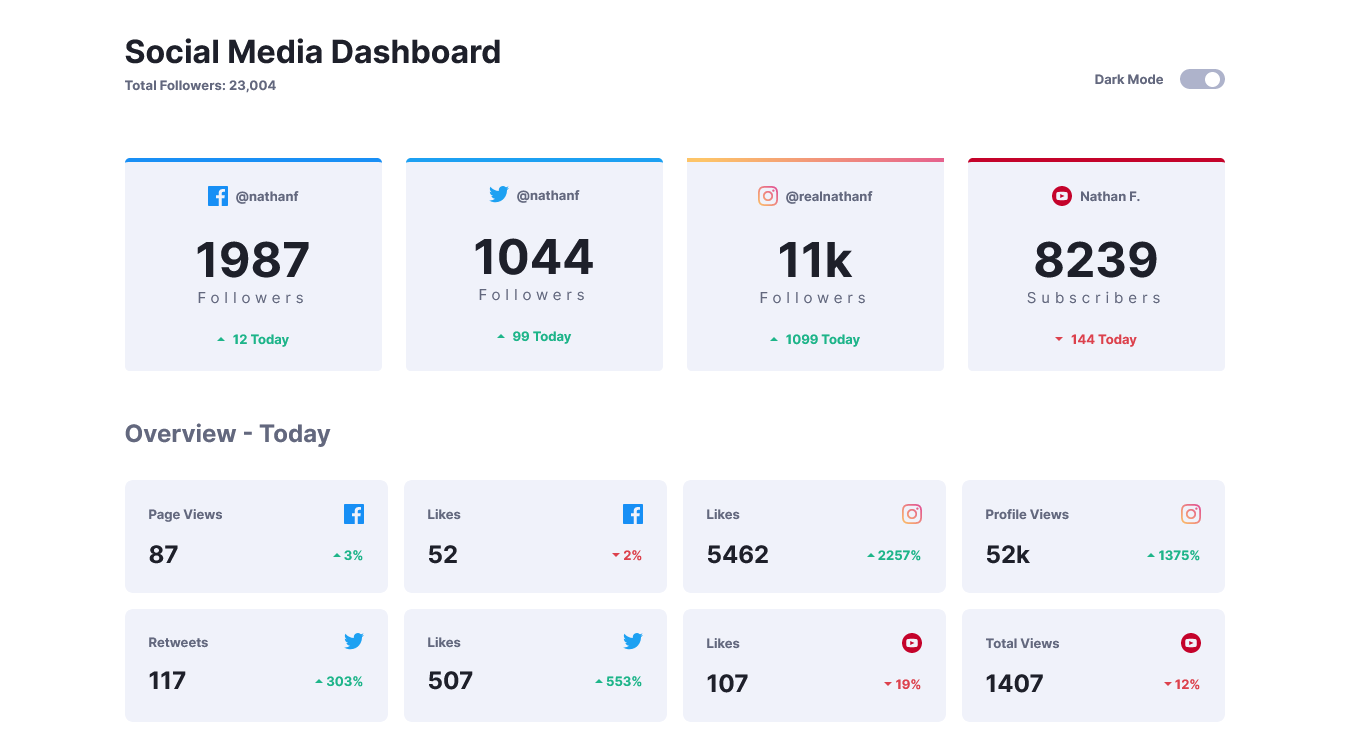 Social Media Dashboard
Total Followers: 23,004
Dark Mode
@nathanf
1987
Followers
12 Today
@nathanf
1044
Followers
99 Today
@realnathanf
11k
Followers
1099 Today
Nathan F.
8239
Subscribers
144 Today
Overview - Today
Page Views
87
3%
Likes
52
2%
Likes
5462
2257%
Profile Views
52k
1375%
Retweets
117
303%
Likes
507
553%
Likes
107
19%
Total Views
1407
12%